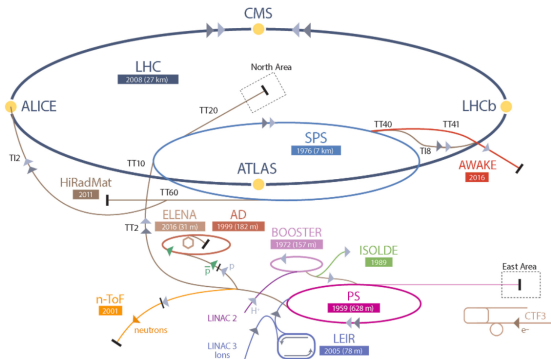 CMS
LHC
2008 (27 km)
North Area
ALICE
LHCb
TT20
TT40
TT41
SPS
1976 (7 km)
TI8
TI2
TT10
ATLAS
AWAKE
2016
HiRadMat
2011
TT60
ELENA
2016 (31 m)
AD
1999 (182 m)
TT2
BOOSTER
1972 (157 m)
ISOLDE
1989
p
p
East Area
n-ToF
2001
H-
PS
1959 (628 m)
LINAC 2
neutrons
CTF3
e-
LINAC 3
Ions
LEIR
2005 (78 m)